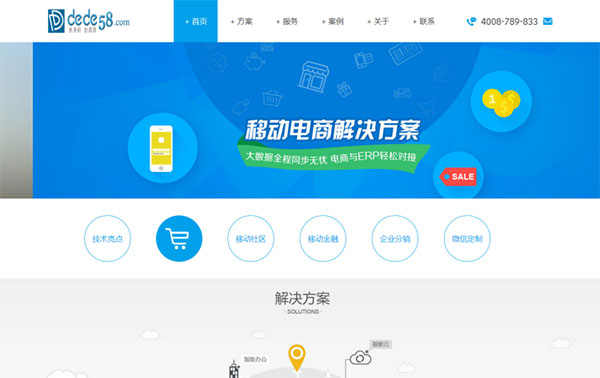 dede58.com
+ 首页
+ 方案
+ 服务
+ 案例
+ 关于
+ 联系
4008-789-833
移动电商解决方案
大数据全程同步无忧 电商与ERP轻松对接
1
SALE
技术亮点
移动社区
移动金融
企业分销
微信定制
解决方案
· SOLUTIONS ·
智能云
智能办公